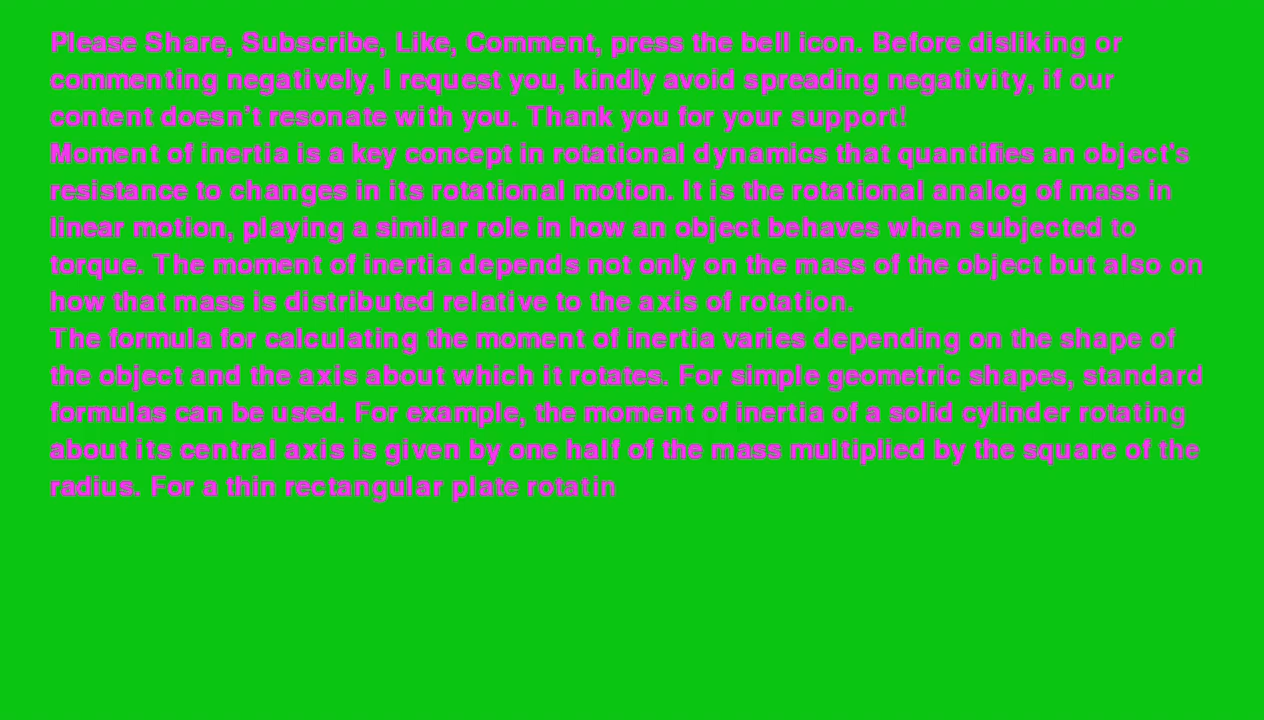 Please Share, Subscribe, Like, Comment, press the bell icon. Before disliking or
commenting negatively, I request you, kindly avoid spreading negativity, if our
content doesn't resonate with you. Thank you for your support!
Moment of inertia is a key concept in rotational dynamics that quantifies an object's
resistance to changes in its rotational motion. It is the rotational analog of mass in
linear motion, playing a similar role in how an object behaves when subjected to
torque. The moment of inertia depends not only on the mass of the object but also on
how that mass is distributed relative to the axis of rotation.
The formula for calculating the moment of inertia varies depending on the shape of
the object and the axis about which it rotates. For simple geometric shapes, standard
formulas can be used. For example, the moment of inertia of a solid cylinder rotating
about its central axis is given by one half of the mass multiplied by the square of the
radius. For a thin rectangular plate rotatin